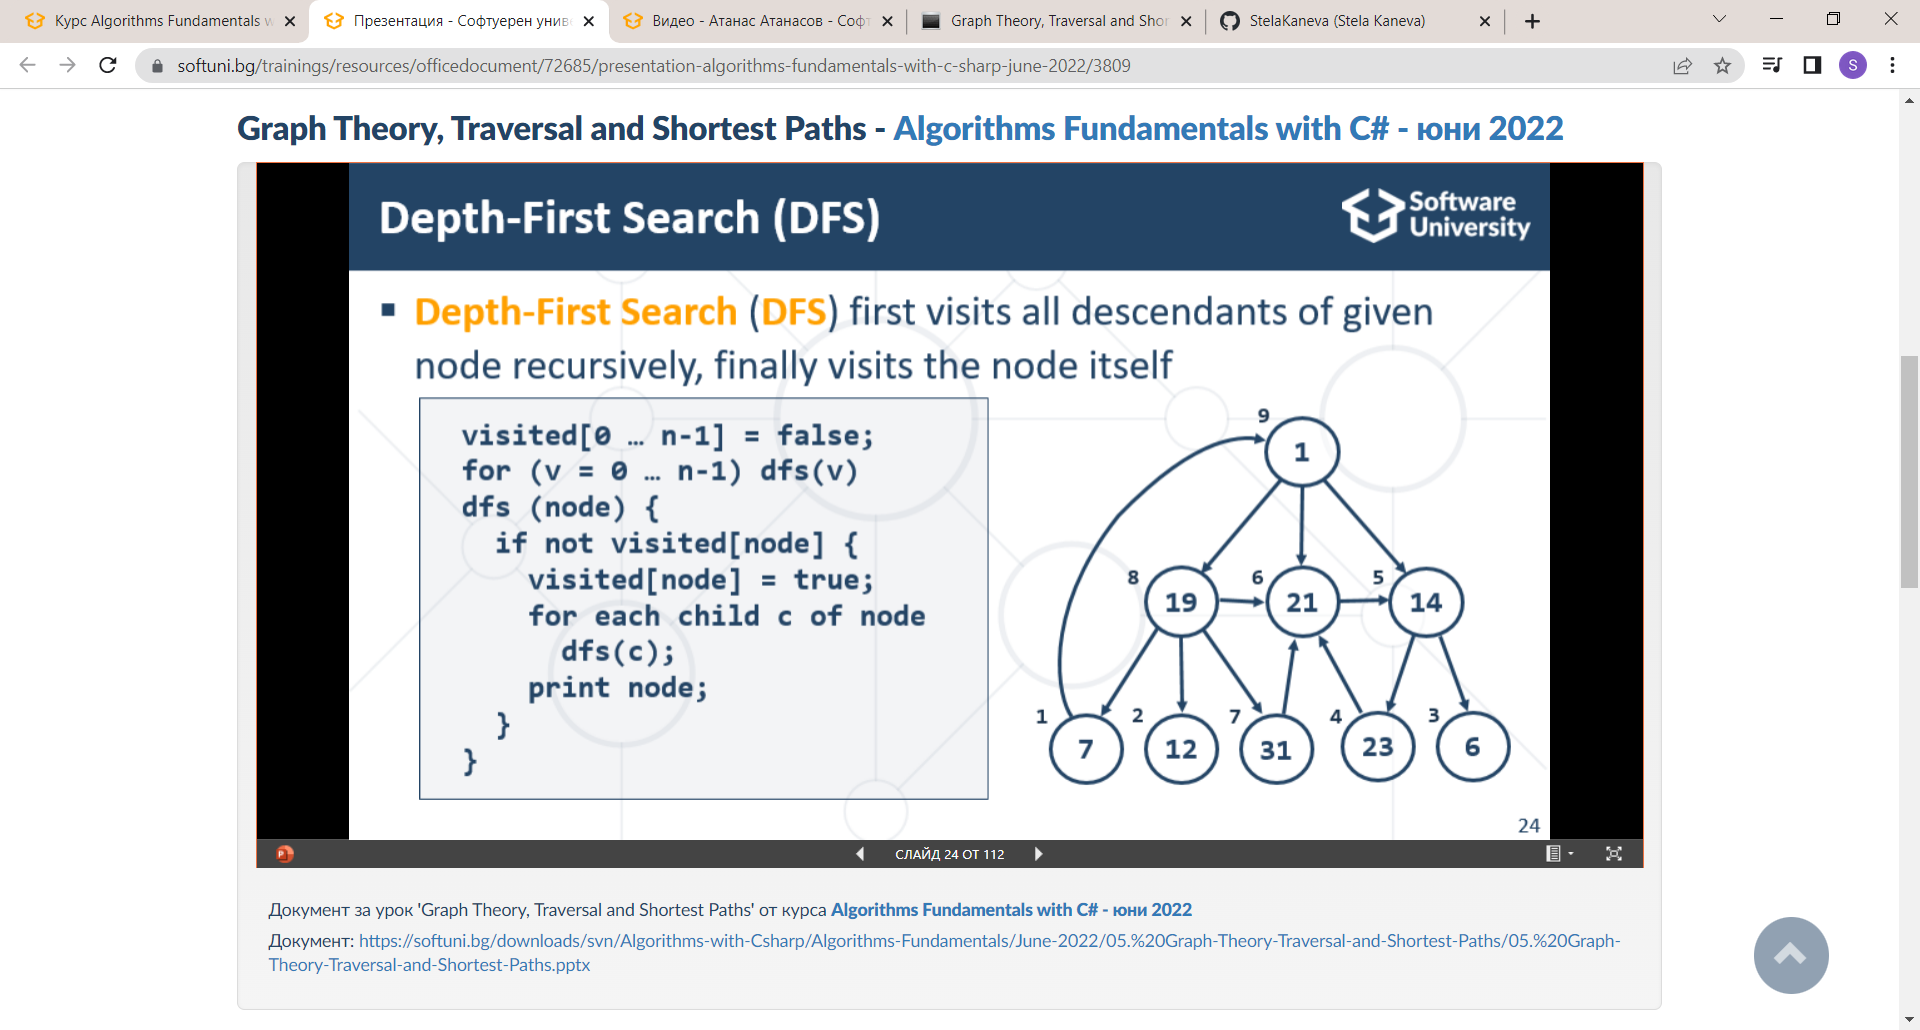 Курс Algorithms Fundamentals w
Презентация - Софтуерен унив
Видео - Атанас Атанасов - Софт
Graph Theory, Traversal and Shor
StelaKaneva (Stela Kaneva)
softuni.bg/trainings/resources/officedocument/72685/presentation-algorithms-fundamentals-with-c-sharp-june-2022/3809
S
Graph Theory, Traversal and Shortest Paths - Algorithms Fundamentals with C# - юни 2022
Depth-First Search (DFS)
Software
University
▪ Depth-First Search (DFS) first visits all descendants of given
node recursively, finally visits the node itself
visited[0 … n-1] = false;
for (v = 0 … n-1) dfs(v)
dfs (node) {
if not visited[node] {
visited[node] = true;
for each child c of node
dfs(c);
print node;
}
}
9
1
8
19
6
21
5
14
1
7
2
12
7
31
4
23
3
6
24
СЛАЙД 24 ОТ 112
Документ за урок 'Graph Theory, Traversal and Shortest Paths' от курса Algorithms Fundamentals with C# - юни 2022
Документ: https://softuni.bg/downloads/svn/Algorithms-with-Csharp/Algorithms-Fundamentals/June-2022/05.%20Graph-Theory-Traversal-and-Shortest-Paths/05.%20Graph-
Theory-Traversal-and-Shortest-Paths.pptx